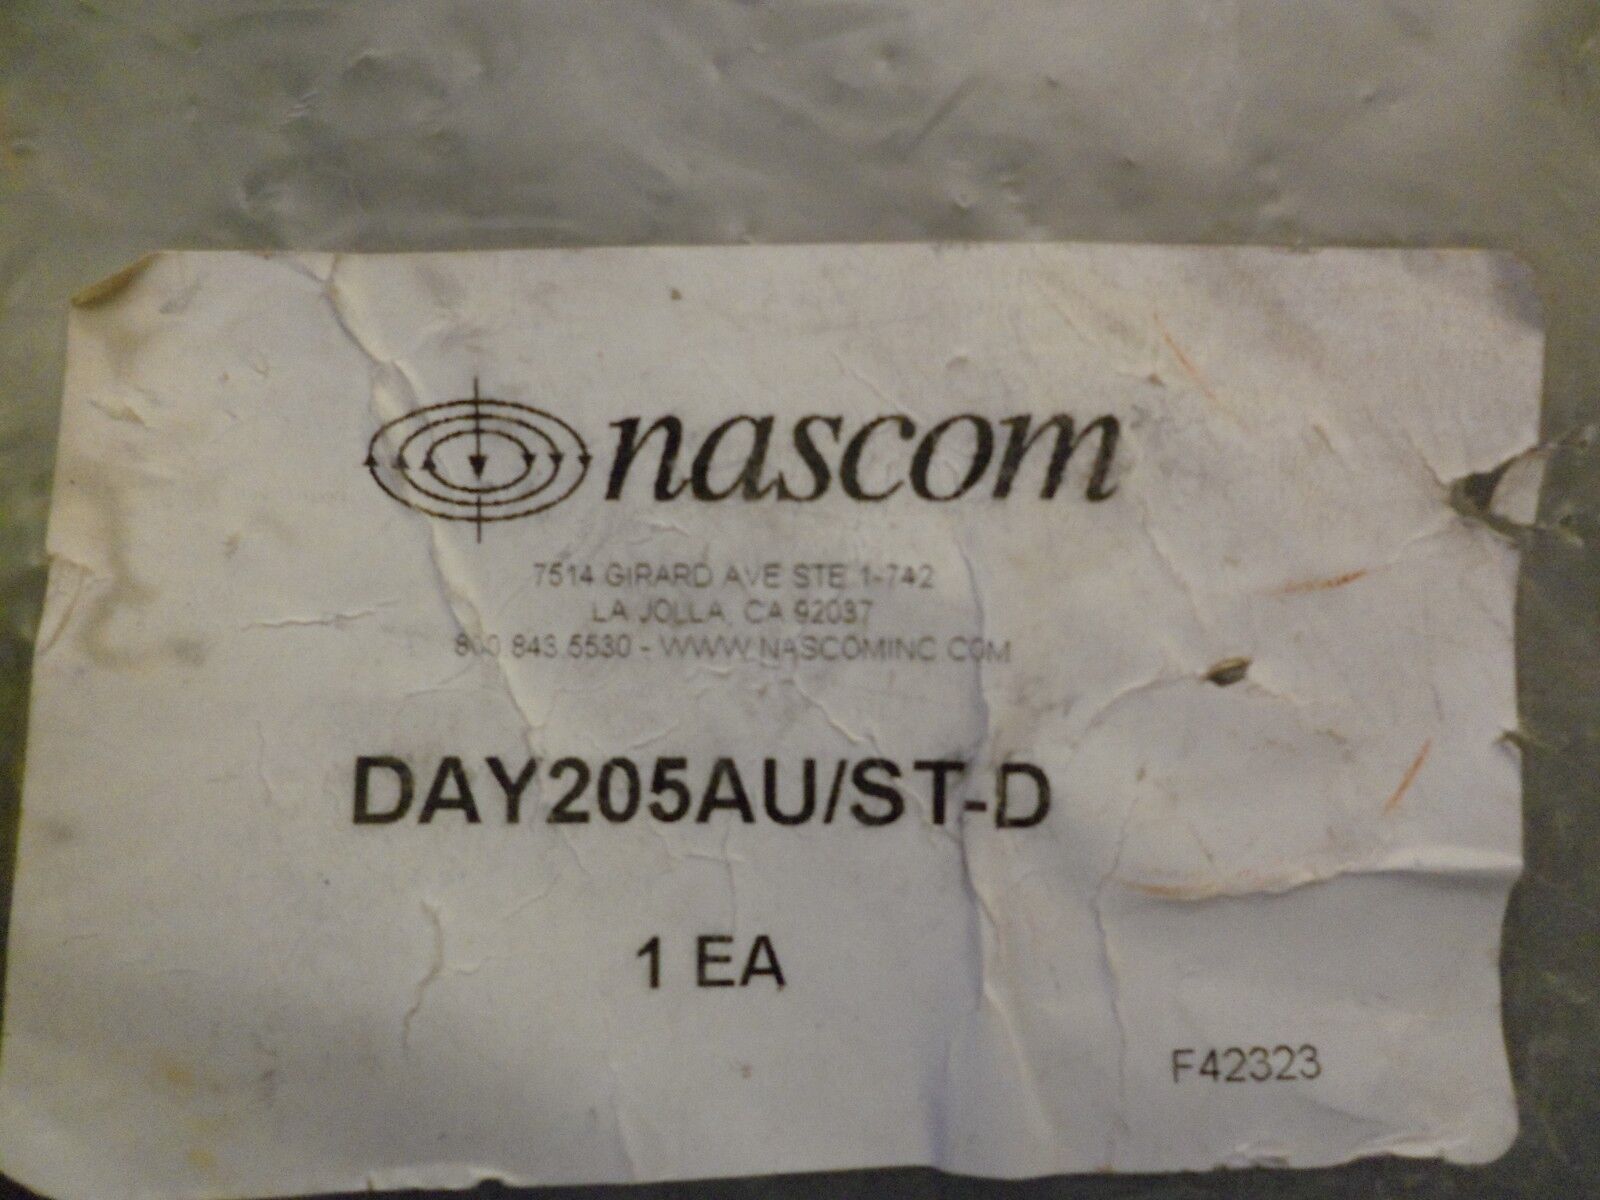 nascom
7514 GIRARD AVE STE 1-742
LA JOLLA, CA 92037
800.843.5530 - WWW.NASCOMINC.COM
DAY205AU/ST-D
1 EA
F42323